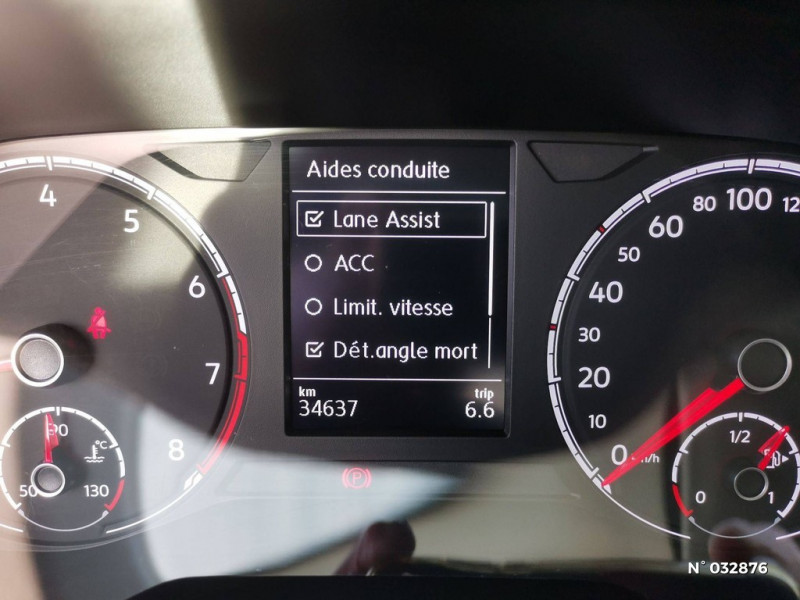 4
5
6
7
8
50
90
130
°C
Aides conduite
Lane Assist
ACC
Limit. vitesse
Dét.angle mort
km
34637
trip
6.6
P
0
10
20
30
40
50
60
80
100
12
km/h
0
1/2
1
N° 032876